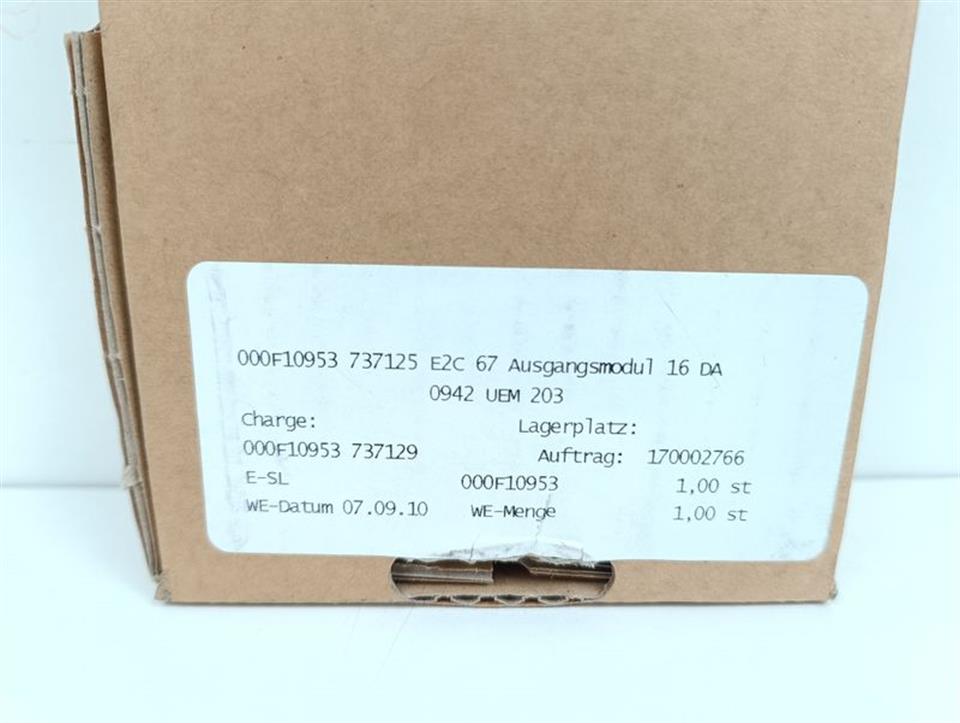 000F10953 737125 E2C 67 Ausgangsmodul 16 DA
0942 UEM 203
Charge: Lagerplatz:
000F10953 737129 Auftrag: 170002766
E-SL 000F10953 1,00 st
WE-Datum 07.09.10 WE-Menge 1,00 st